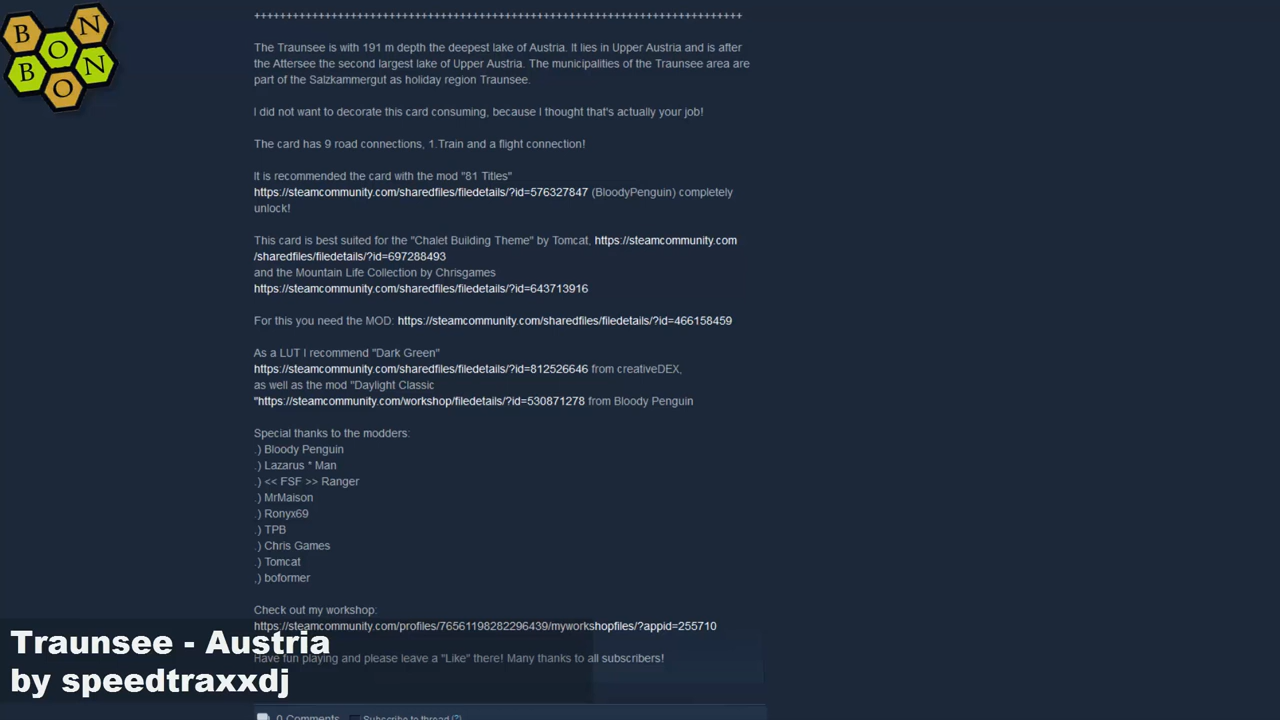 BON
BON
++++++++++++++++++++++++++++++++++++++++++++++++++++++++++++++++++++++++++++
The Traunsee is with 191 m depth the deepest lake of Austria. It lies in Upper Austria and is after
the Attersee the second largest lake of Upper Austria. The municipalities of the Traunsee area are
part of the Salzkammergut as holiday region Traunsee.
I did not want to decorate this card consuming, because I thought that's actually your job!
The card has 9 road connections, 1.Train and a flight connection!
It is recommended the card with the mod "81 Titles"
https://steamcommunity.com/sharedfiles/filedetails/?id=576327847 (BloodyPenguin) completely
unlock!
This card is best suited for the "Chalet Building Theme" by Tomcat, https://steamcommunity.com
/sharedfiles/filedetails/?id=697288493
and the Mountain Life Collection by Chrisgames
https://steamcommunity.com/sharedfiles/filedetails/?id=643713916
For this you need the MOD: https://steamcommunity.com/sharedfiles/filedetails/?id=466158459
As a LUT I recommend "Dark Green"
https://steamcommunity.com/sharedfiles/filedetails/?id=812526646 from creativeDEX,
as well as the mod "Daylight Classic
"https://steamcommunity.com/workshop/filedetails/?id=530871278 from Bloody Penguin
Special thanks to the modders:
.) Bloody Penguin
.) Lazarus * Man
.) << FSF >> Ranger
.) MrMaison
.) Ronyx69
.) TPB
.) Chris Games
.) Tomcat
,) boformer
Check out my workshop:
https://steamcommunity.com/profiles/76561198282296439/myworkshopfiles/?appid=255710
Have fun playing and please leave a "Like" there! Many thanks to all subscribers!
Traunsee - Austria
by speedtraxxdj
0 Comments Subscribe to thread (?)